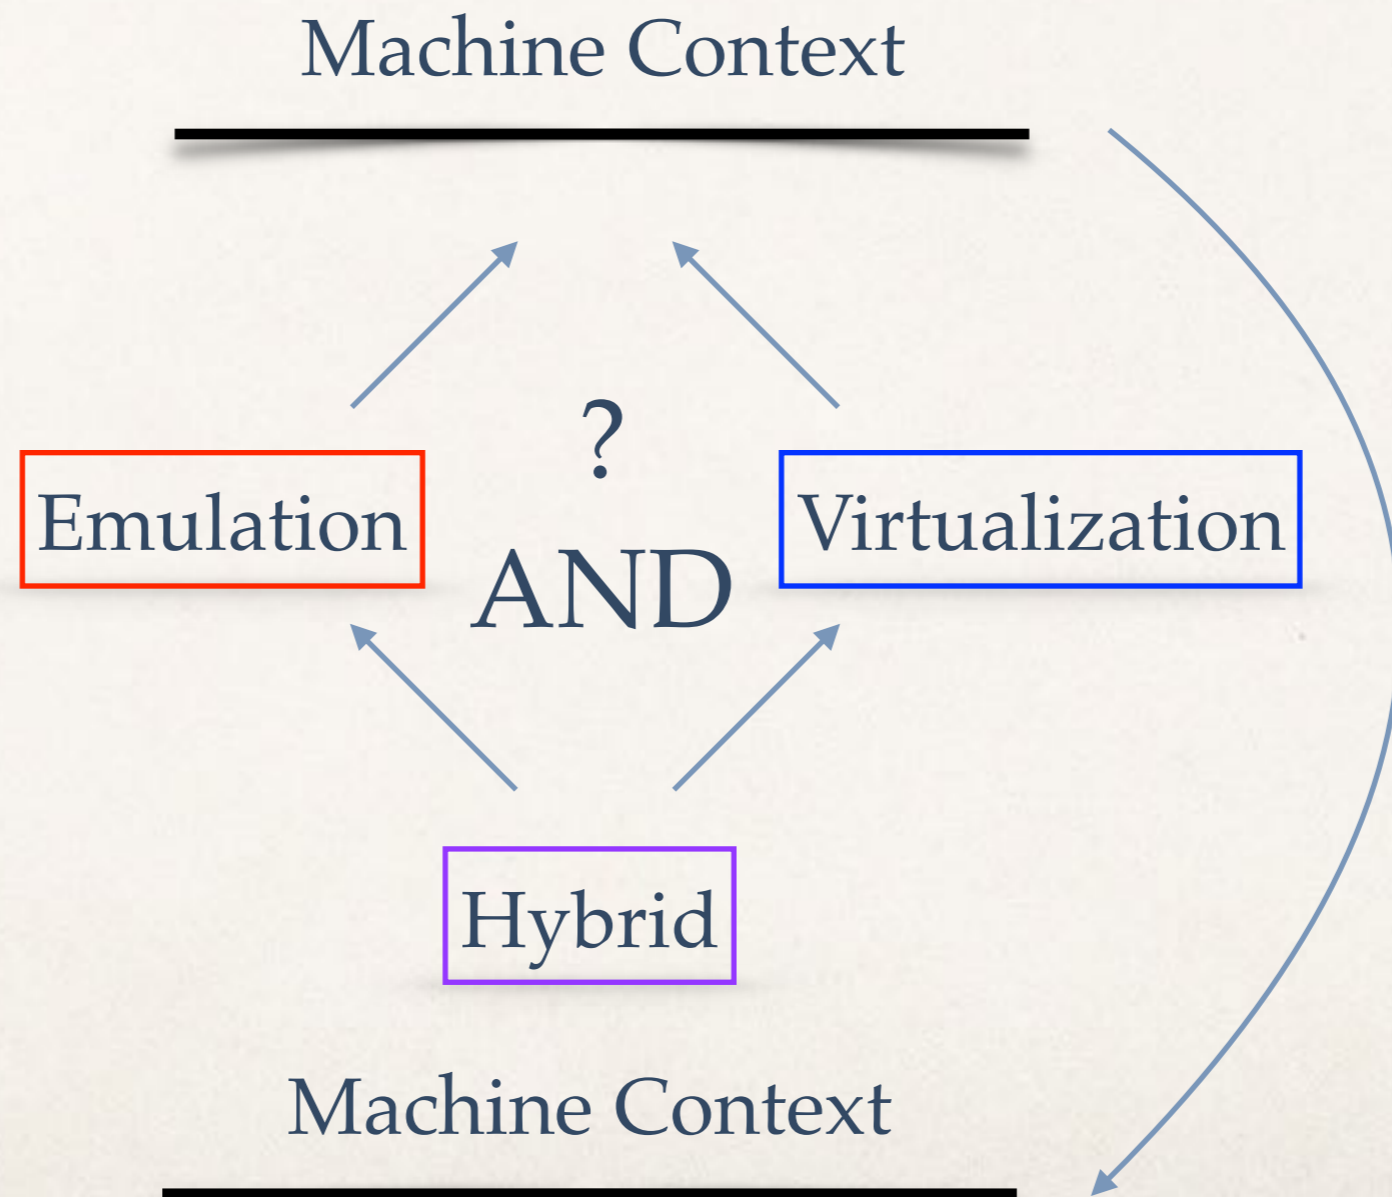 Machine Context
?
Emulation
AND
Virtualization
Hybrid
Machine Context